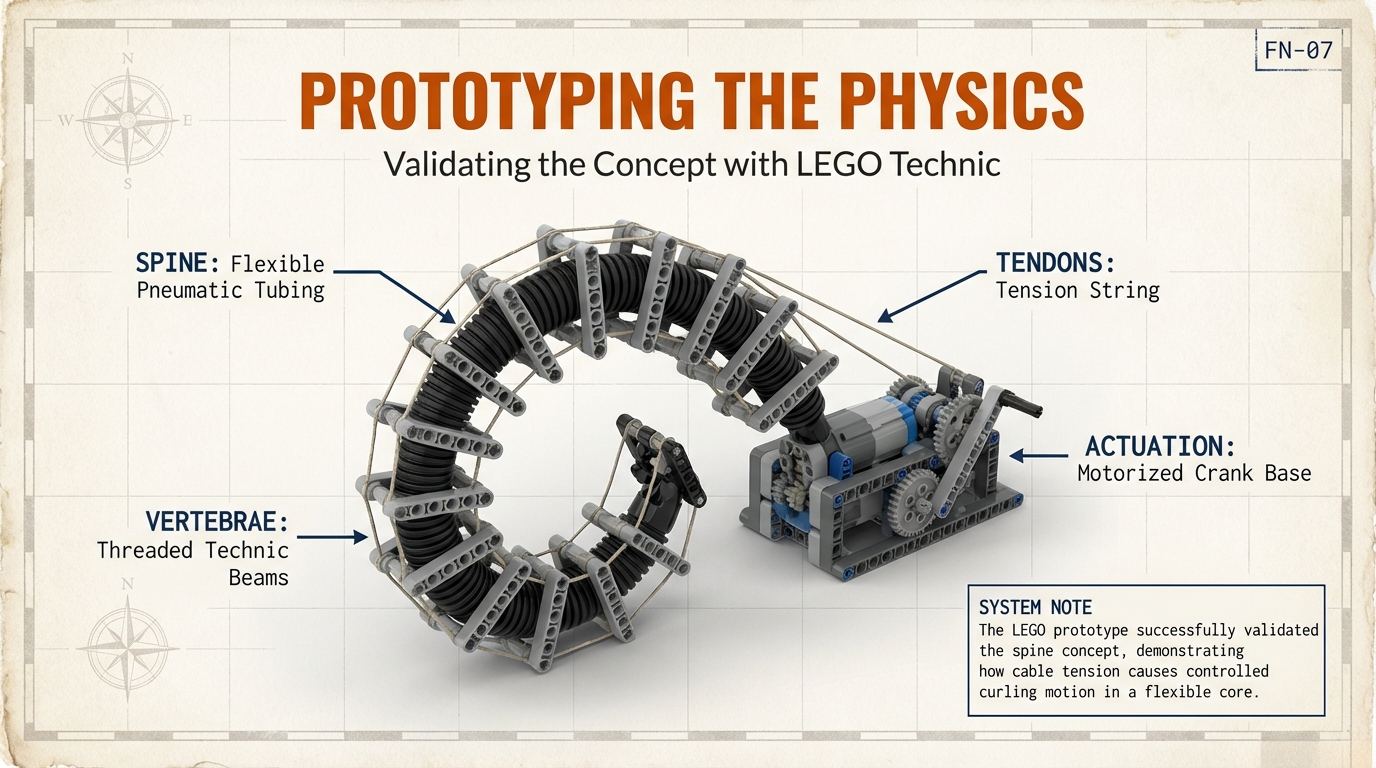 FN-07
PROTOTYPING THE PHYSICS
Validating the Concept with LEGO Technic
N
W E
S
SPINE: Flexible
Pneumatic Tubing
TENDONS:
Tension String
ACTUATION:
Motorized Crank Base
VERTEBRAE:
Threaded Technic
Beams
N
SYSTEM NOTE
The LEGO prototype successfully validated
the spine concept, demonstrating
how cable tension causes controlled
curling motion in a flexible core.